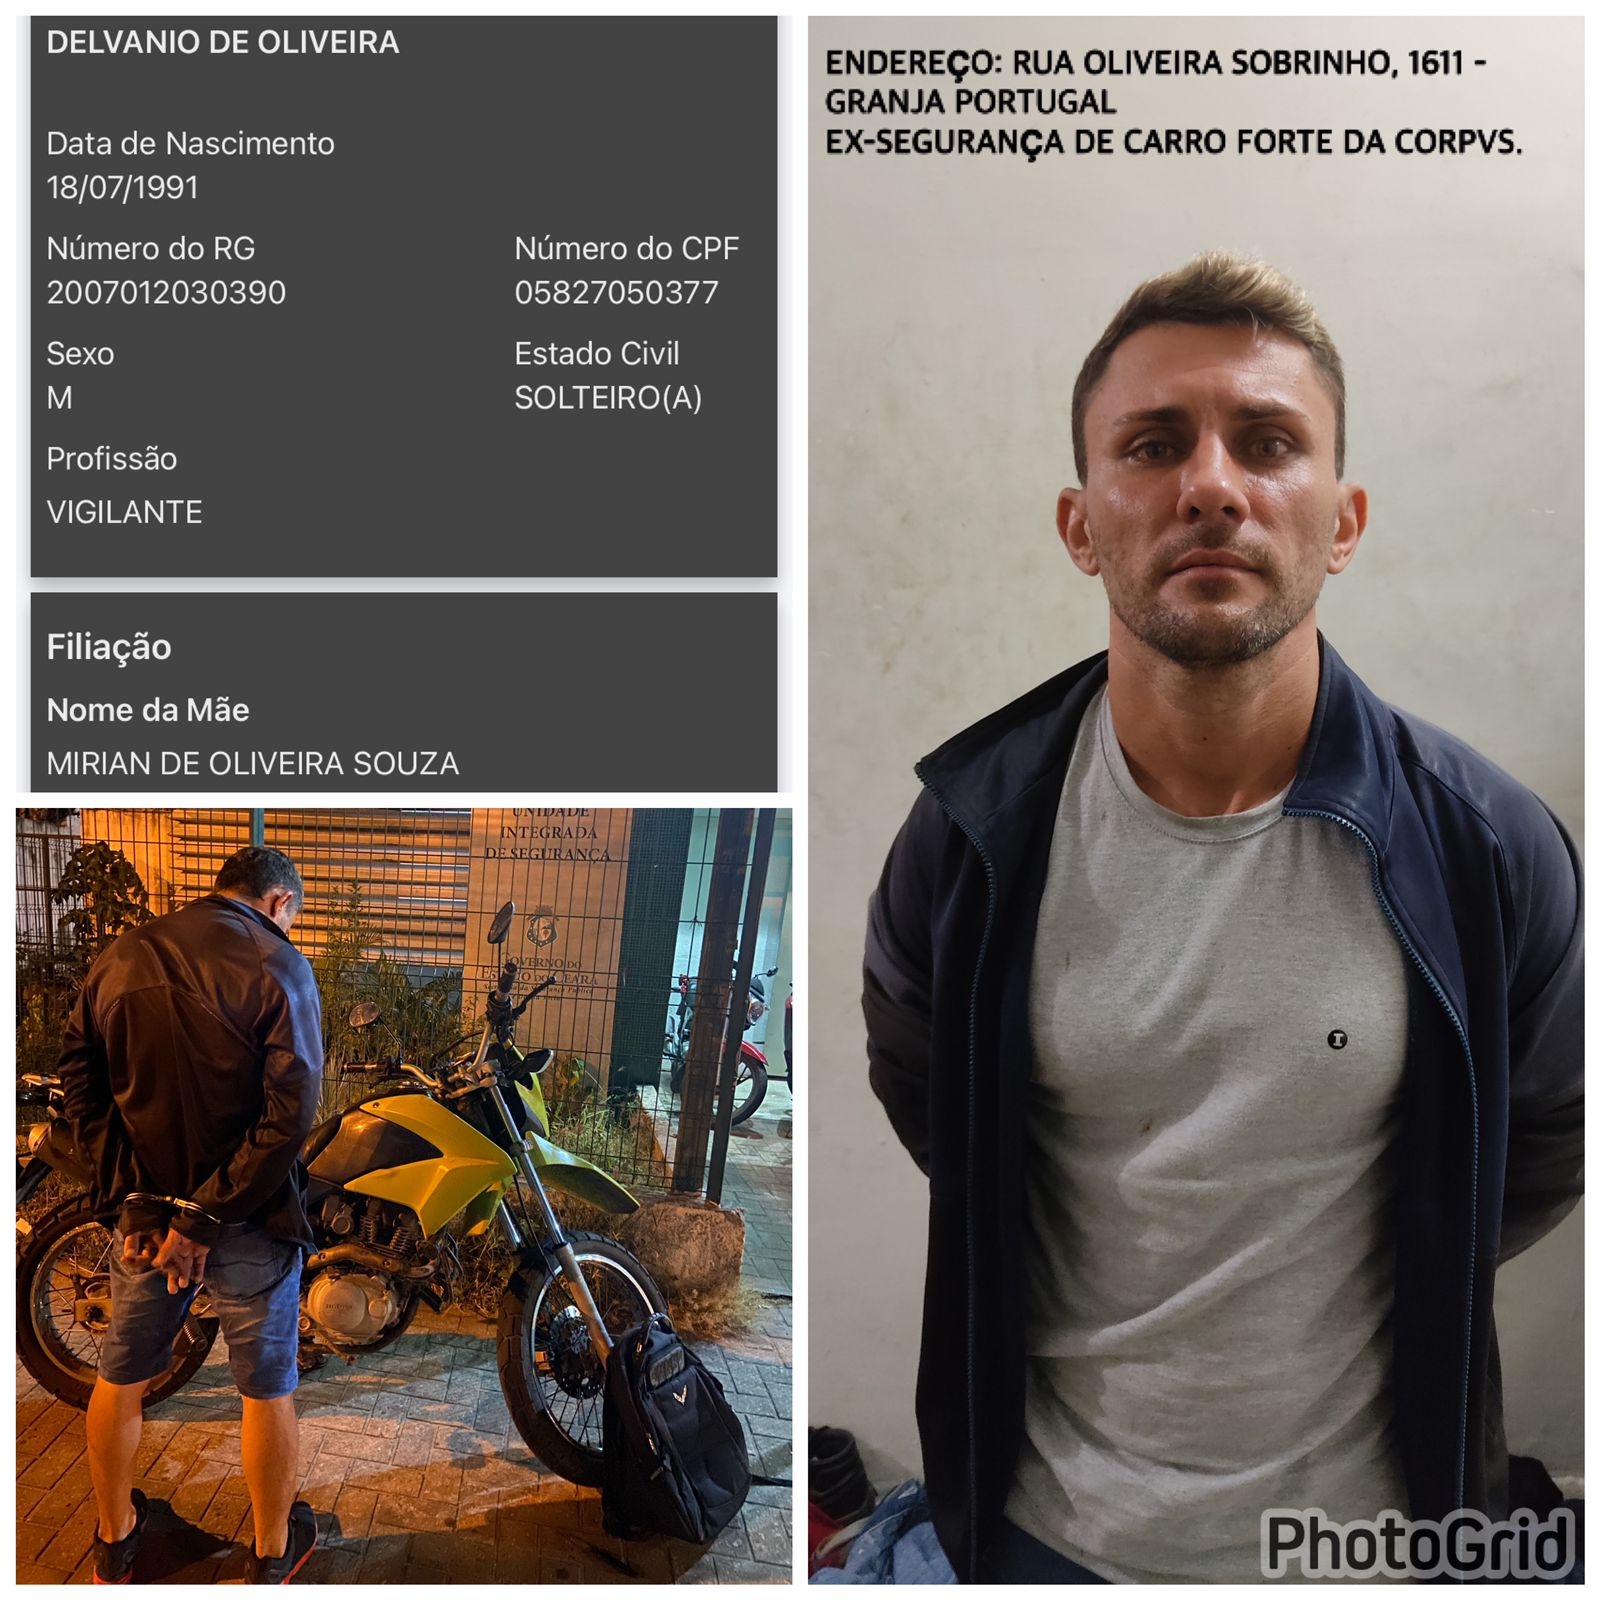 DELVANIO DE OLIVEIRA
Data de Nascimento
18/07/1991
Número do RG
2007012030390
Número do CPF
05827050377
Sexo
M
Estado Civil
SOLTEIRO(A)
Profissão
VIGILANTE
Filiação
Nome da Mãe
MIRIAN DE OLIVEIRA SOUZA
ENDEREÇO: RUA OLIVEIRA SOBRINHO, 1611 -
GRANJA PORTUGAL
EX-SEGURANÇA DE CARRO FORTE DA CORPVS.
UNIDADE
INTEGRADA
DE SEGURANÇA
GOVERNO DO
ESTADO DO CEARÁ
HONDA
I
PhotoGrid